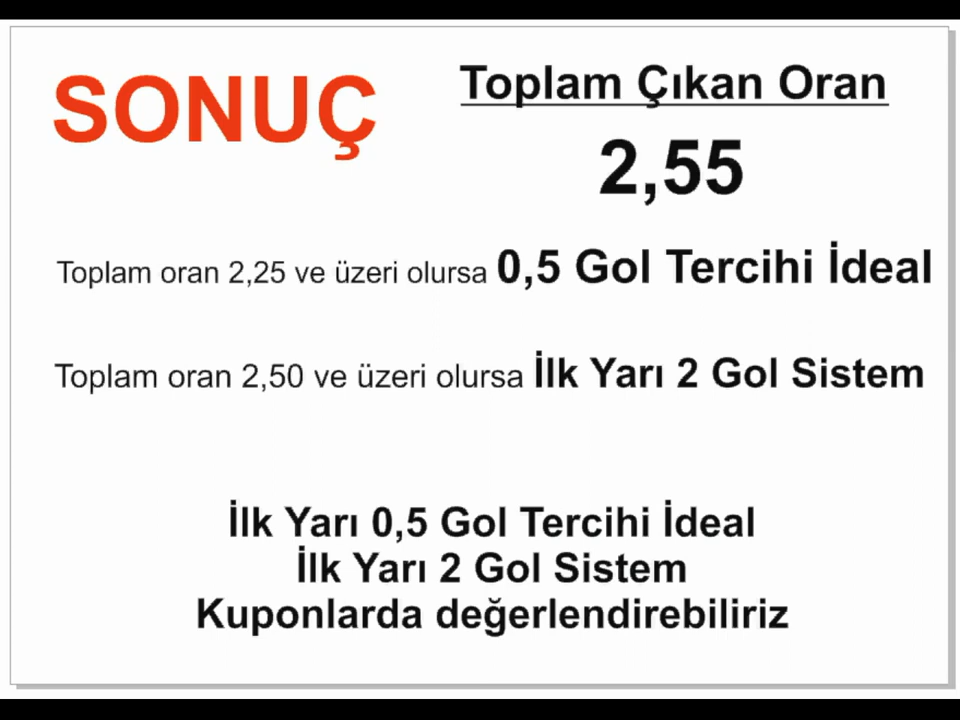 SONUÇ
Toplam Çıkan Oran
2,55
Toplam oran 2,25 ve üzeri olursa 0,5 Gol Tercihi İdeal
Toplam oran 2,50 ve üzeri olursa İlk Yarı 2 Gol Sistem
İlk Yarı 0,5 Gol Tercihi İdeal
İlk Yarı 2 Gol Sistem
Kuponlarda değerlendirebiliriz